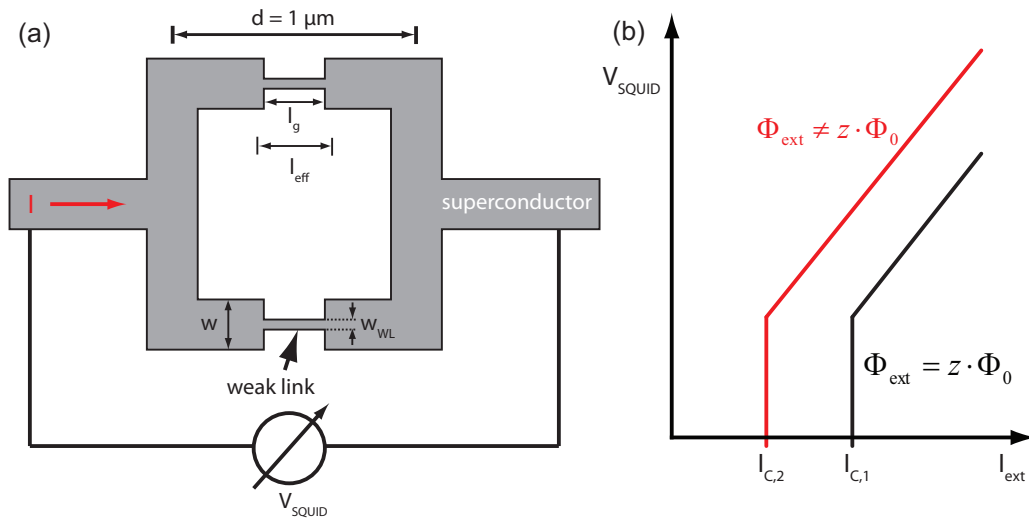 (a)
d = 1 µm
l_g
l_eff
I
superconductor
w
w_WL
weak link
V_SQUID
(b)
V_SQUID
Φ_ext ≠ z · Φ_0
Φ_ext = z · Φ_0
I_C,2
I_C,1
I_ext